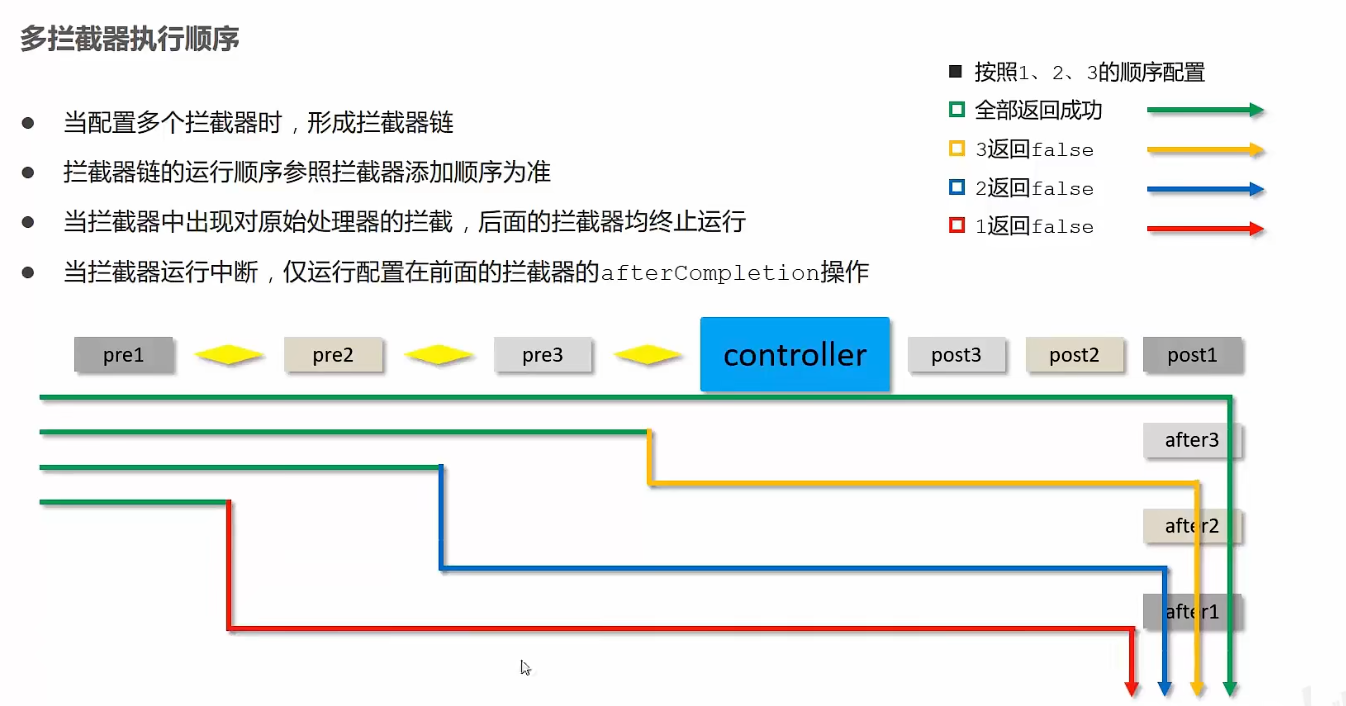 多拦截器执行顺序
当配置多个拦截器时，形成拦截器链
拦截器链的运行顺序参照拦截器添加顺序为准
当拦截器中出现对原始处理器的拦截，后面的拦截器均终止运行
当拦截器运行中断，仅运行配置在前面的拦截器的afterCompletion操作
按照1、2、3的顺序配置
全部返回成功
3返回false
2返回false
1返回false
pre1 pre2 pre3 controller post3 post2 post1
after3
after2
after1